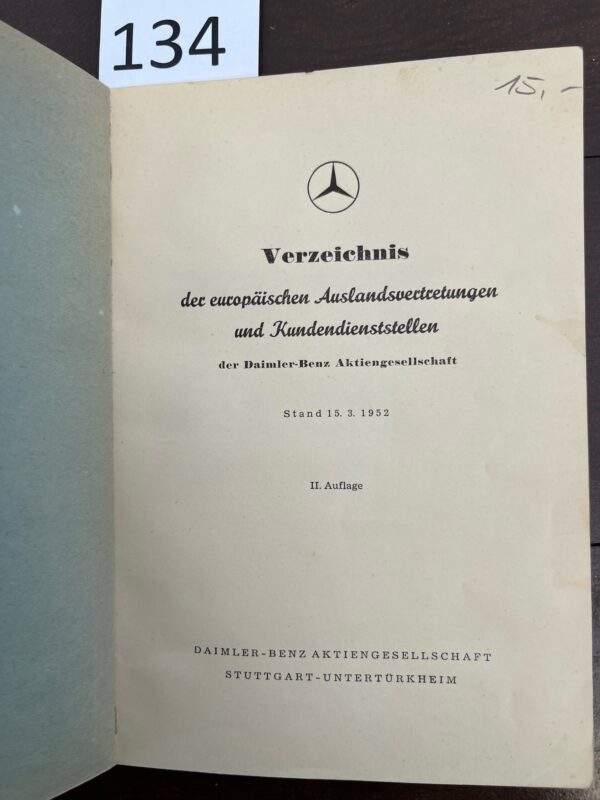 134
15,-
Verzeichnis
der europäischen Auslandsvertretungen
und Kundendienststellen
der Daimler-Benz Aktiengesellschaft
Stand 15. 3. 1952
II. Auflage
DAIMLER-BENZ AKTIENGESELLSCHAFT
STUTTGART-UNTERTÜRKHEIM